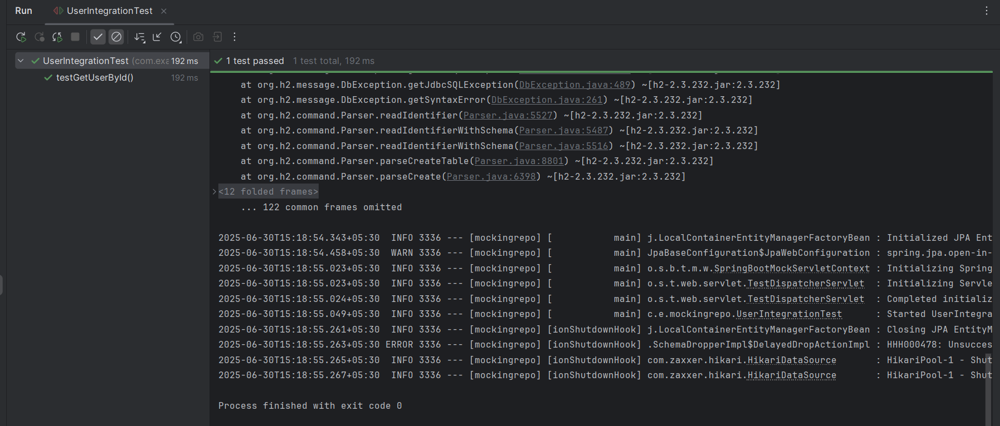 Run UserIntegrationTest
UserIntegrationTest (com.exa 192 ms
testGetUserById() 192 ms
1 test passed 1 test total, 192 ms
at org.h2.message.DbException.getJdbcSQLException(DbException.java:489) ~[h2-2.3.232.jar:2.3.232]
at org.h2.message.DbException.getSyntaxError(DbException.java:261) ~[h2-2.3.232.jar:2.3.232]
at org.h2.command.Parser.readIdentifier(Parser.java:5527) ~[h2-2.3.232.jar:2.3.232]
at org.h2.command.Parser.readIdentifierWithSchema(Parser.java:5487) ~[h2-2.3.232.jar:2.3.232]
at org.h2.command.Parser.readIdentifierWithSchema(Parser.java:5516) ~[h2-2.3.232.jar:2.3.232]
at org.h2.command.Parser.parseCreateTable(Parser.java:8801) ~[h2-2.3.232.jar:2.3.232]
at org.h2.command.Parser.parseCreate(Parser.java:6398) ~[h2-2.3.232.jar:2.3.232]
<12 folded frames>
... 122 common frames omitted
2025-06-30T15:18:54.343+05:30  INFO 3336 --- [mockingrepo] [           main] j.LocalContainerEntityManagerFactoryBean : Initialized JPA Ent
2025-06-30T15:18:54.458+05:30  WARN 3336 --- [mockingrepo] [           main] JpaBaseConfiguration$JpaWebConfiguration : spring.jpa.open-in-
2025-06-30T15:18:55.023+05:30  INFO 3336 --- [mockingrepo] [           main] o.s.b.t.m.w.SpringBootMockServletContext : Initializing Spring
2025-06-30T15:18:55.023+05:30  INFO 3336 --- [mockingrepo] [           main] o.s.t.web.servlet.TestDispatcherServlet  : Initializing Servle
2025-06-30T15:18:55.024+05:30  INFO 3336 --- [mockingrepo] [           main] o.s.t.web.servlet.TestDispatcherServlet  : Completed initializ
2025-06-30T15:18:55.049+05:30  INFO 3336 --- [mockingrepo] [           main] c.e.mockingrepo.UserIntegrationTest      : Started UserIntegra
2025-06-30T15:18:55.261+05:30  INFO 3336 --- [mockingrepo] [ionShutdownHook] j.LocalContainerEntityManagerFactoryBean : Closing JPA EntityM
2025-06-30T15:18:55.263+05:30 ERROR 3336 --- [mockingrepo] [ionShutdownHook] .SchemaDropperImpl$DelayedDropActionImpl : HHH000478: Unsucces
2025-06-30T15:18:55.265+05:30  INFO 3336 --- [mockingrepo] [ionShutdownHook] com.zaxxer.hikari.HikariDataSource       : HikariPool-1 - Shut
2025-06-30T15:18:55.267+05:30  INFO 3336 --- [mockingrepo] [ionShutdownHook] com.zaxxer.hikari.HikariDataSource       : HikariPool-1 - Shut
Process finished with exit code 0